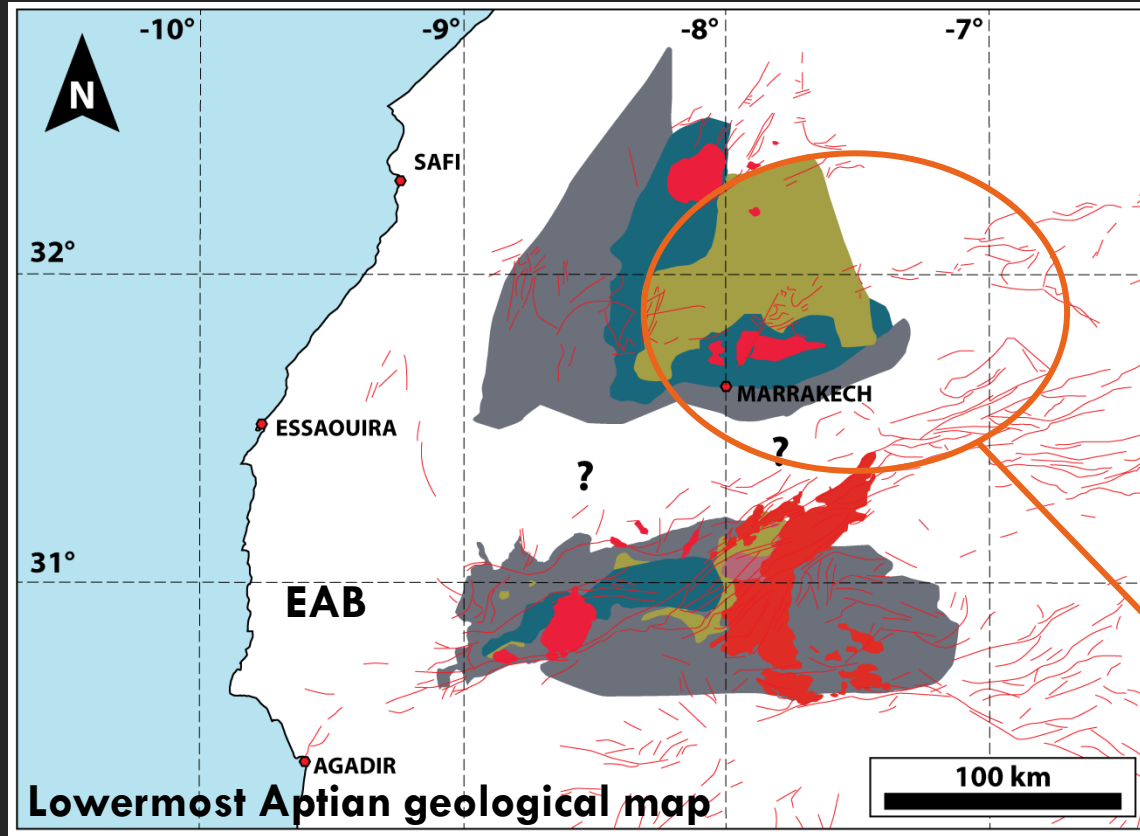 -10°
-9°
-8°
-7°
N
SAFI
32°
MARRAKECH
ESSAOUIRA
?
?
31°
EAB
AGADIR
100 km
Lowermost Aptian geological map